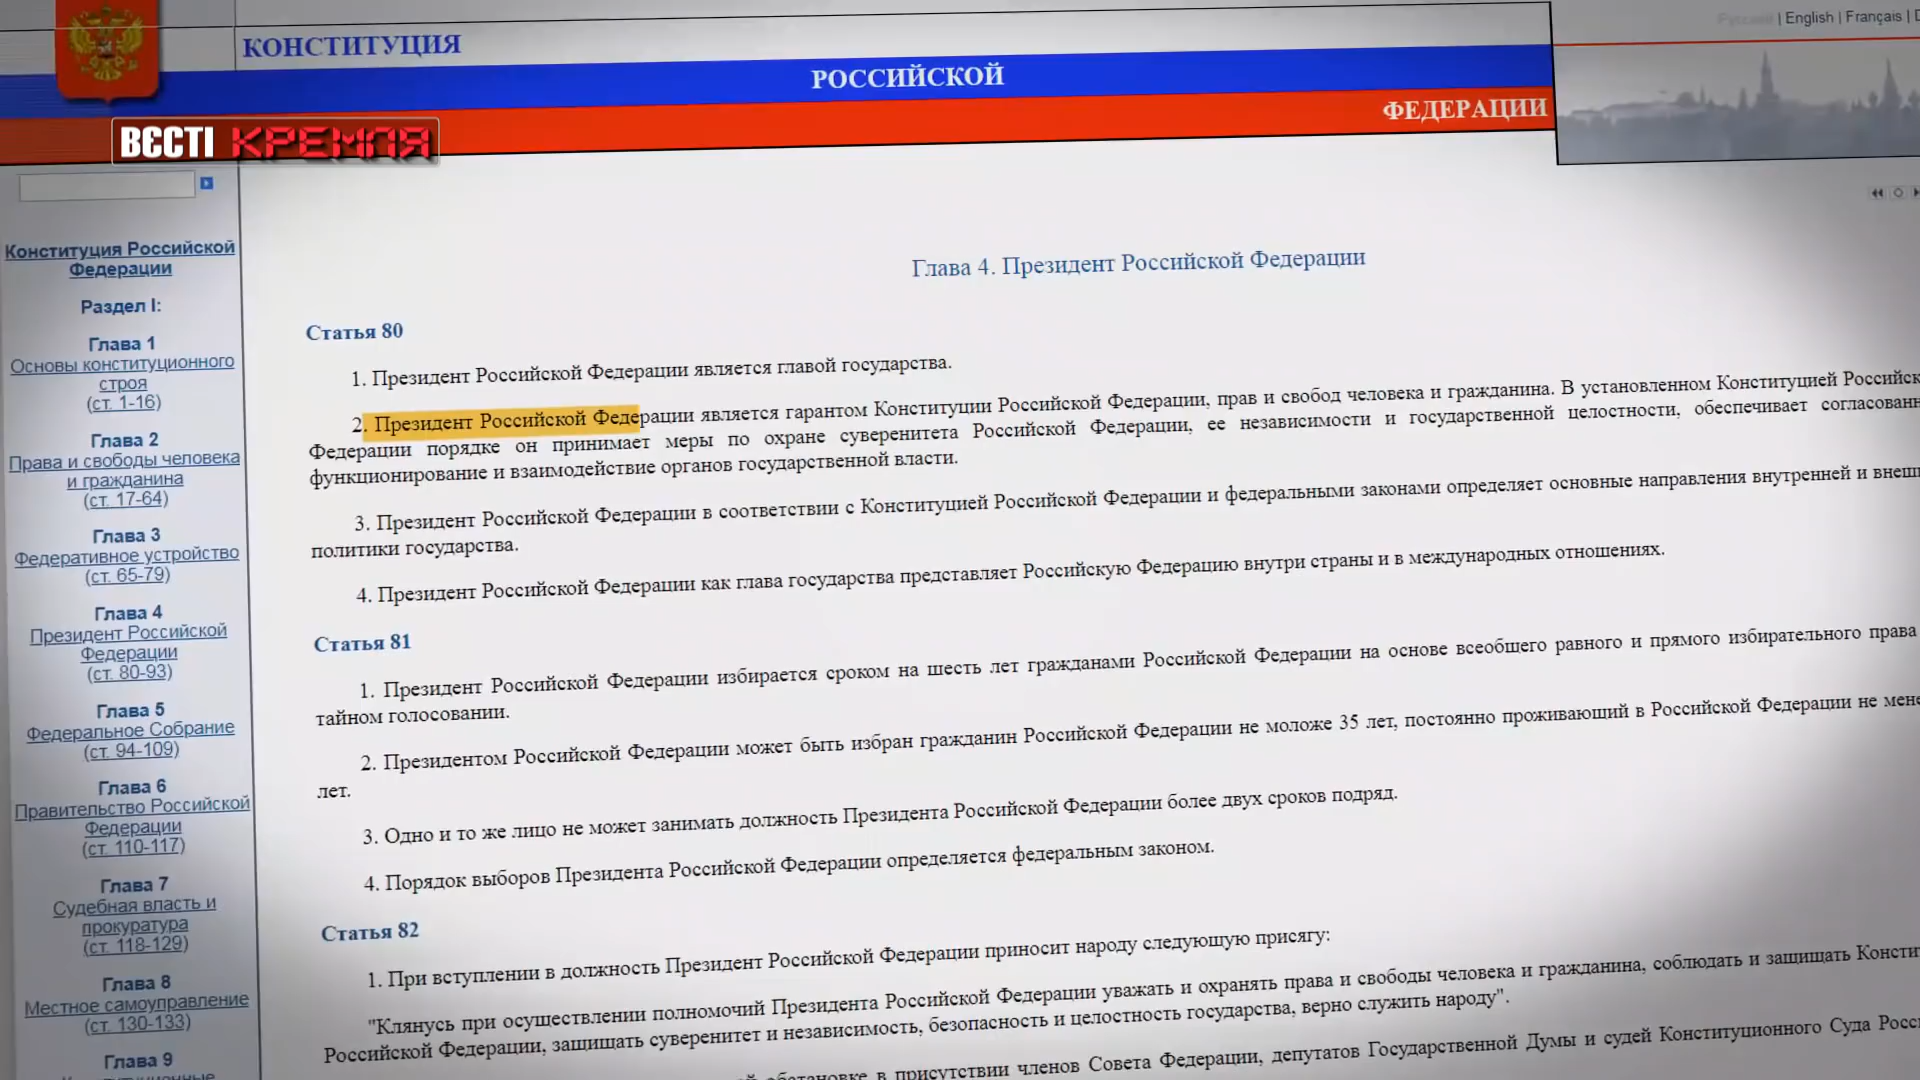 Русский | English | Français |
КОНСТИТУЦИЯ
РОССИЙСКОЙ
ФЕДЕРАЦИИ
ВЄСТІ КРЕМЛЯ
Конституция Российской
Федерации
Раздел I:
Глава 1
Основы конституционного
строя
(ст. 1-16)
Глава 2
Права и свободы человека
и гражданина
(ст. 17-64)
Глава 3
Федеративное устройство
(ст. 65-79)
Глава 4
Президент Российской
Федерации
(ст. 80-93)
Глава 5
Федеральное Собрание
(ст. 94-109)
Глава 6
Правительство Российской
Федерации
(ст. 110-117)
Глава 7
Судебная власть и
прокуратура
(ст. 118-129)
Глава 8
Местное самоуправление
(ст. 130-133)
Глава 9
Глава 4. Президент Российской Федерации
Статья 80
1. Президент Российской Федерации является главой государства.
2. Президент Российской Федерации является гарантом Конституции Российской Федерации, прав и свобод человека и гражданина. В установленном Конституцией Российск
Федерации порядке он принимает меры по охране суверенитета Российской Федерации, ее независимости и государственной целостности, обеспечивает согласованн
функционирование и взаимодействие органов государственной власти.
3. Президент Российской Федерации в соответствии с Конституцией Российской Федерации и федеральными законами определяет основные направления внутренней и внеш
политики государства.
4. Президент Российской Федерации как глава государства представляет Российскую Федерацию внутри страны и в международных отношениях.
Статья 81
1. Президент Российской Федерации избирается сроком на шесть лет гражданами Российской Федерации на основе всеобщего равного и прямого избирательного права
тайном голосовании.
2. Президентом Российской Федерации может быть избран гражданин Российской Федерации не моложе 35 лет, постоянно проживающий в Российской Федерации не мене
лет.
3. Одно и то же лицо не может занимать должность Президента Российской Федерации более двух сроков подряд.
4. Порядок выборов Президента Российской Федерации определяется федеральным законом.
Статья 82
1. При вступлении в должность Президент Российской Федерации приносит народу следующую присягу:
"Клянусь при осуществлении полномочий Президента Российской Федерации уважать и охранять права и свободы человека и гражданина, соблюдать и защищать Констит
Российской Федерации, защищать суверенитет и независимость, безопасность и целостность государства, верно служить народу".
обстановке в присутствии членов Совета Федерации, депутатов Государственной Думы и судей Конституционного Суда Росс